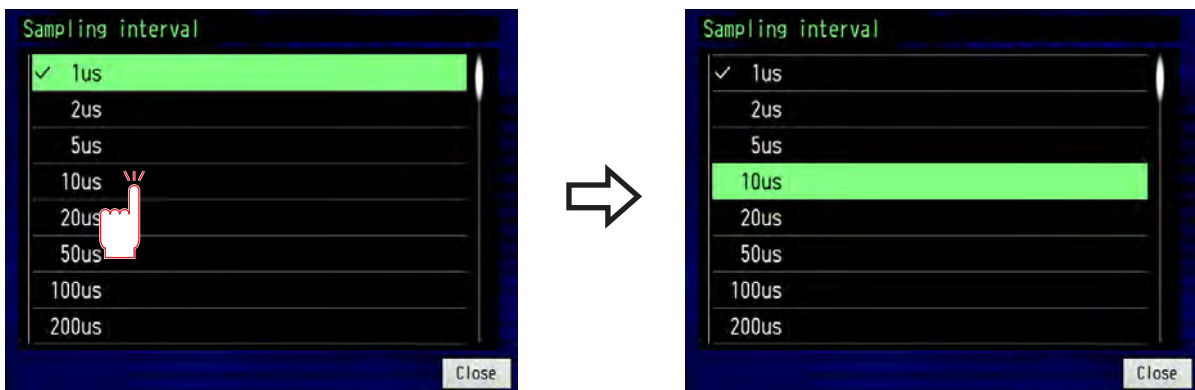 Sampling interval
✓ 1us
2us
5us
10us
20us
50us
100us
200us
Close
Sampling interval
✓ 1us
2us
5us
10us
20us
50us
100us
200us
Close